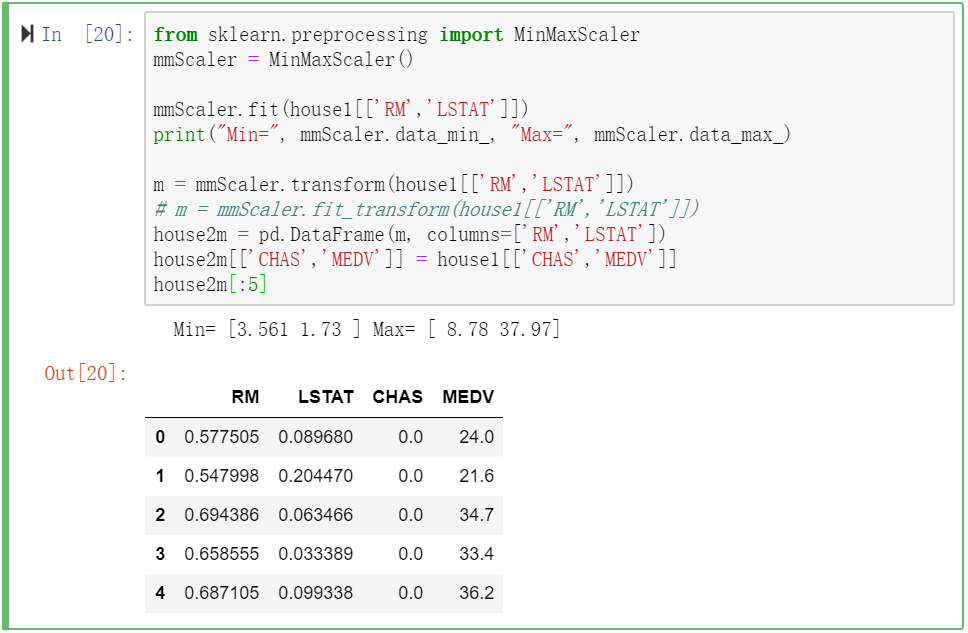 In [20]:
from sklearn.preprocessing import MinMaxScaler
mmScaler = MinMaxScaler()
mmScaler.fit(house1[['RM','LSTAT']])
print("Min=", mmScaler.data_min_, "Max=", mmScaler.data_max_)
m = mmScaler.transform(house1[['RM','LSTAT']])
# m = mmScaler.fit_transform(house1[['RM','LSTAT']])
house2m = pd.DataFrame(m, columns=['RM','LSTAT'])
house2m[['CHAS','MEDV']] = house1[['CHAS','MEDV']]
house2m[:5]
Min= [3.561 1.73 ] Max= [ 8.78 37.97]
Out[20]:
RM LSTAT CHAS MEDV
0 0.577505 0.089680 0.0 24.0
1 0.547998 0.204470 0.0 21.6
2 0.694386 0.063466 0.0 34.7
3 0.658555 0.033389 0.0 33.4
4 0.687105 0.099338 0.0 36.2